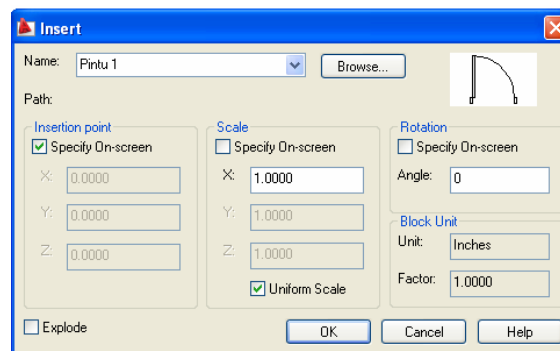 Insert
Name: Pintu 1 Browse...
Path:
Insertion point
Specify On-screen
X: 0.0000
Y: 0.0000
Z: 0.0000
Scale
Specify On-screen
X: 1.0000
Y: 1.0000
Z: 1.0000
Uniform Scale
Rotation
Specify On-screen
Angle: 0
Block Unit
Unit: Inches
Factor: 1.0000
Explode
OK Cancel Help